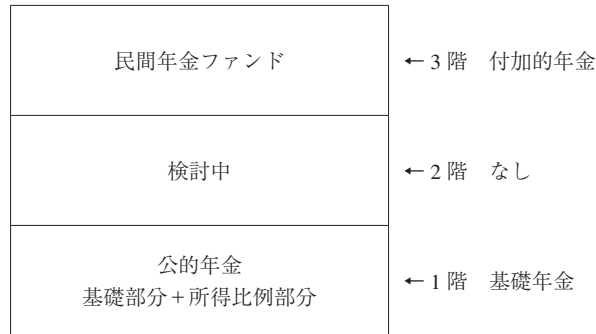 民間年金ファンド
←3階 付加的年金
検討中
←2階 なし
公的年金
基礎部分+所得比例部分
←1階 基礎年金